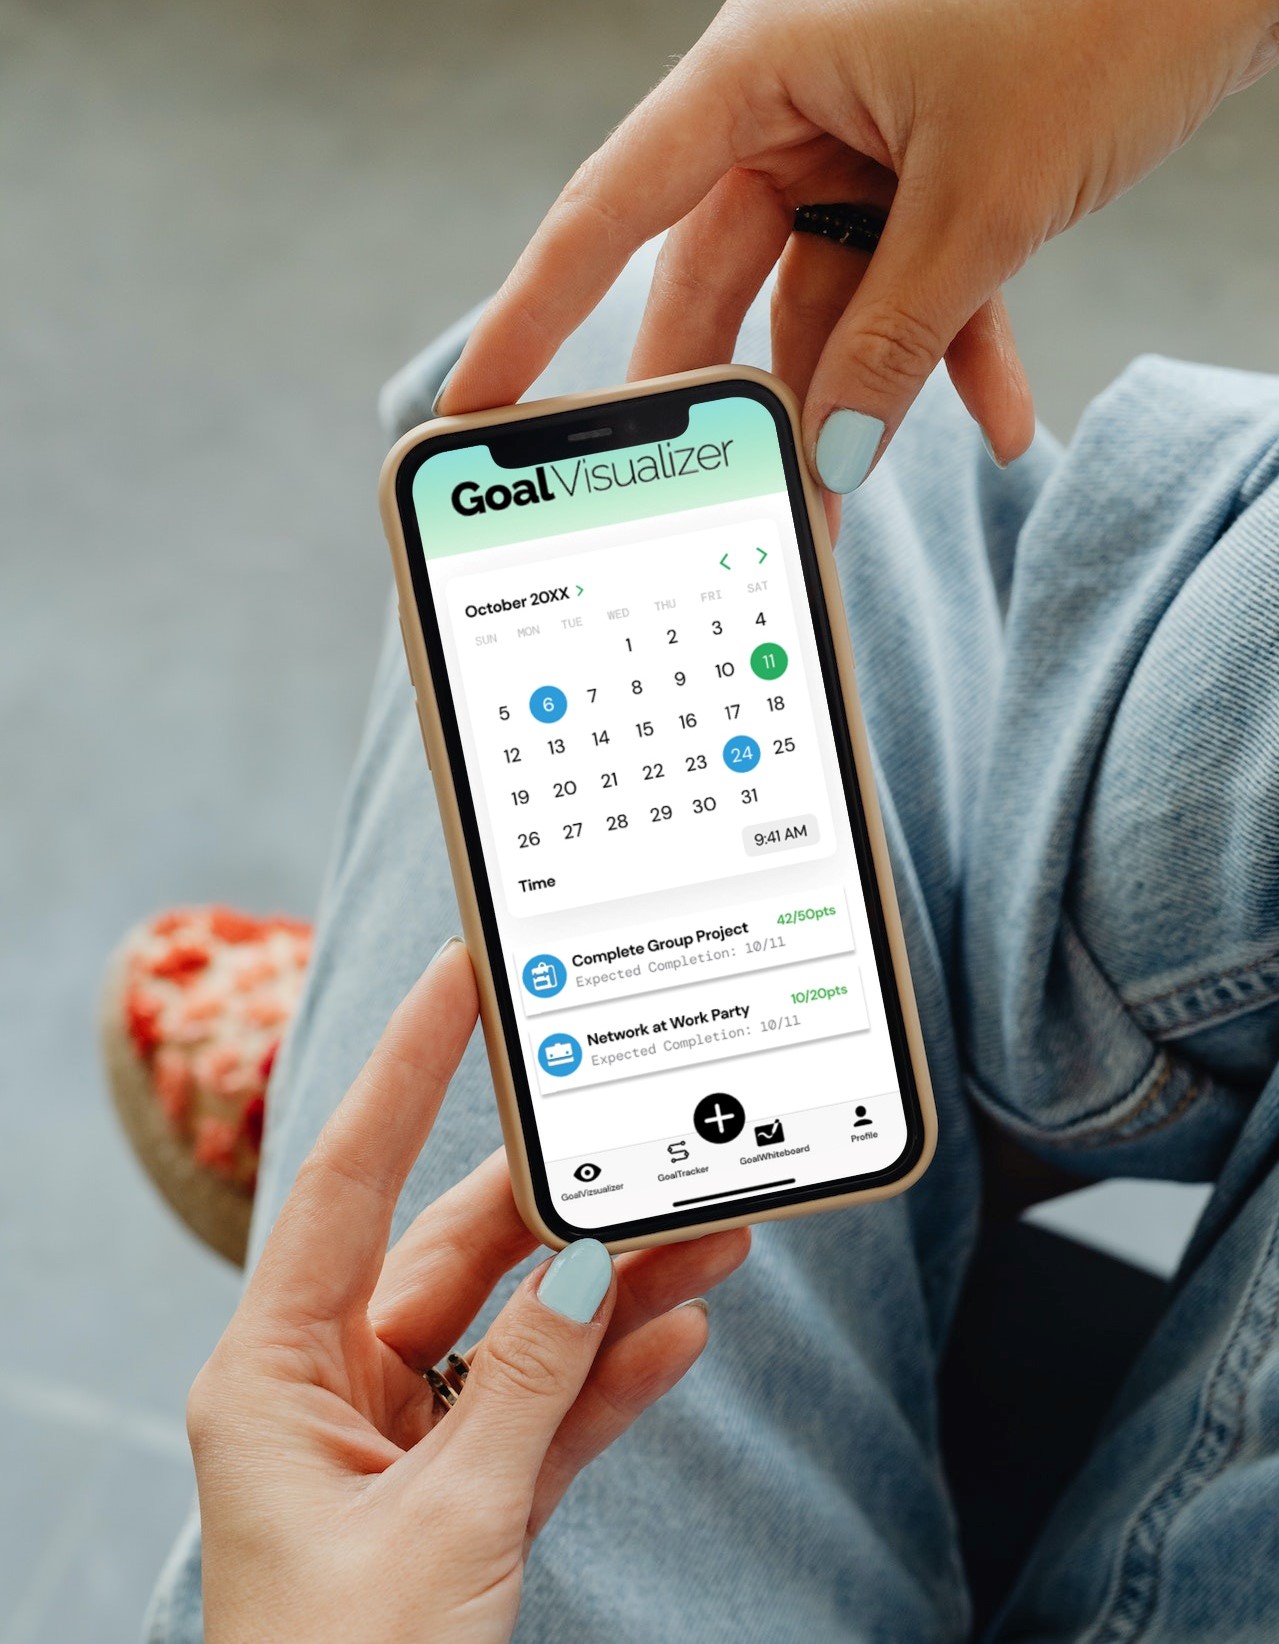 GoalVisualizer
October 20XX >
SUN MON TUE WED THU FRI SAT
1 2 3 4
5 6 7 8 9 10 11
12 13 14 15 16 17 18
19 20 21 22 23 24 25
26 27 28 29 30 31
Time 9:41 AM
Complete Group Project 42/50pts
Expected Completion: 10/11
Network at Work Party 10/20pts
Expected Completion: 10/11
GoalVizsualizer GoalTracker GoalWhiteboard Profile